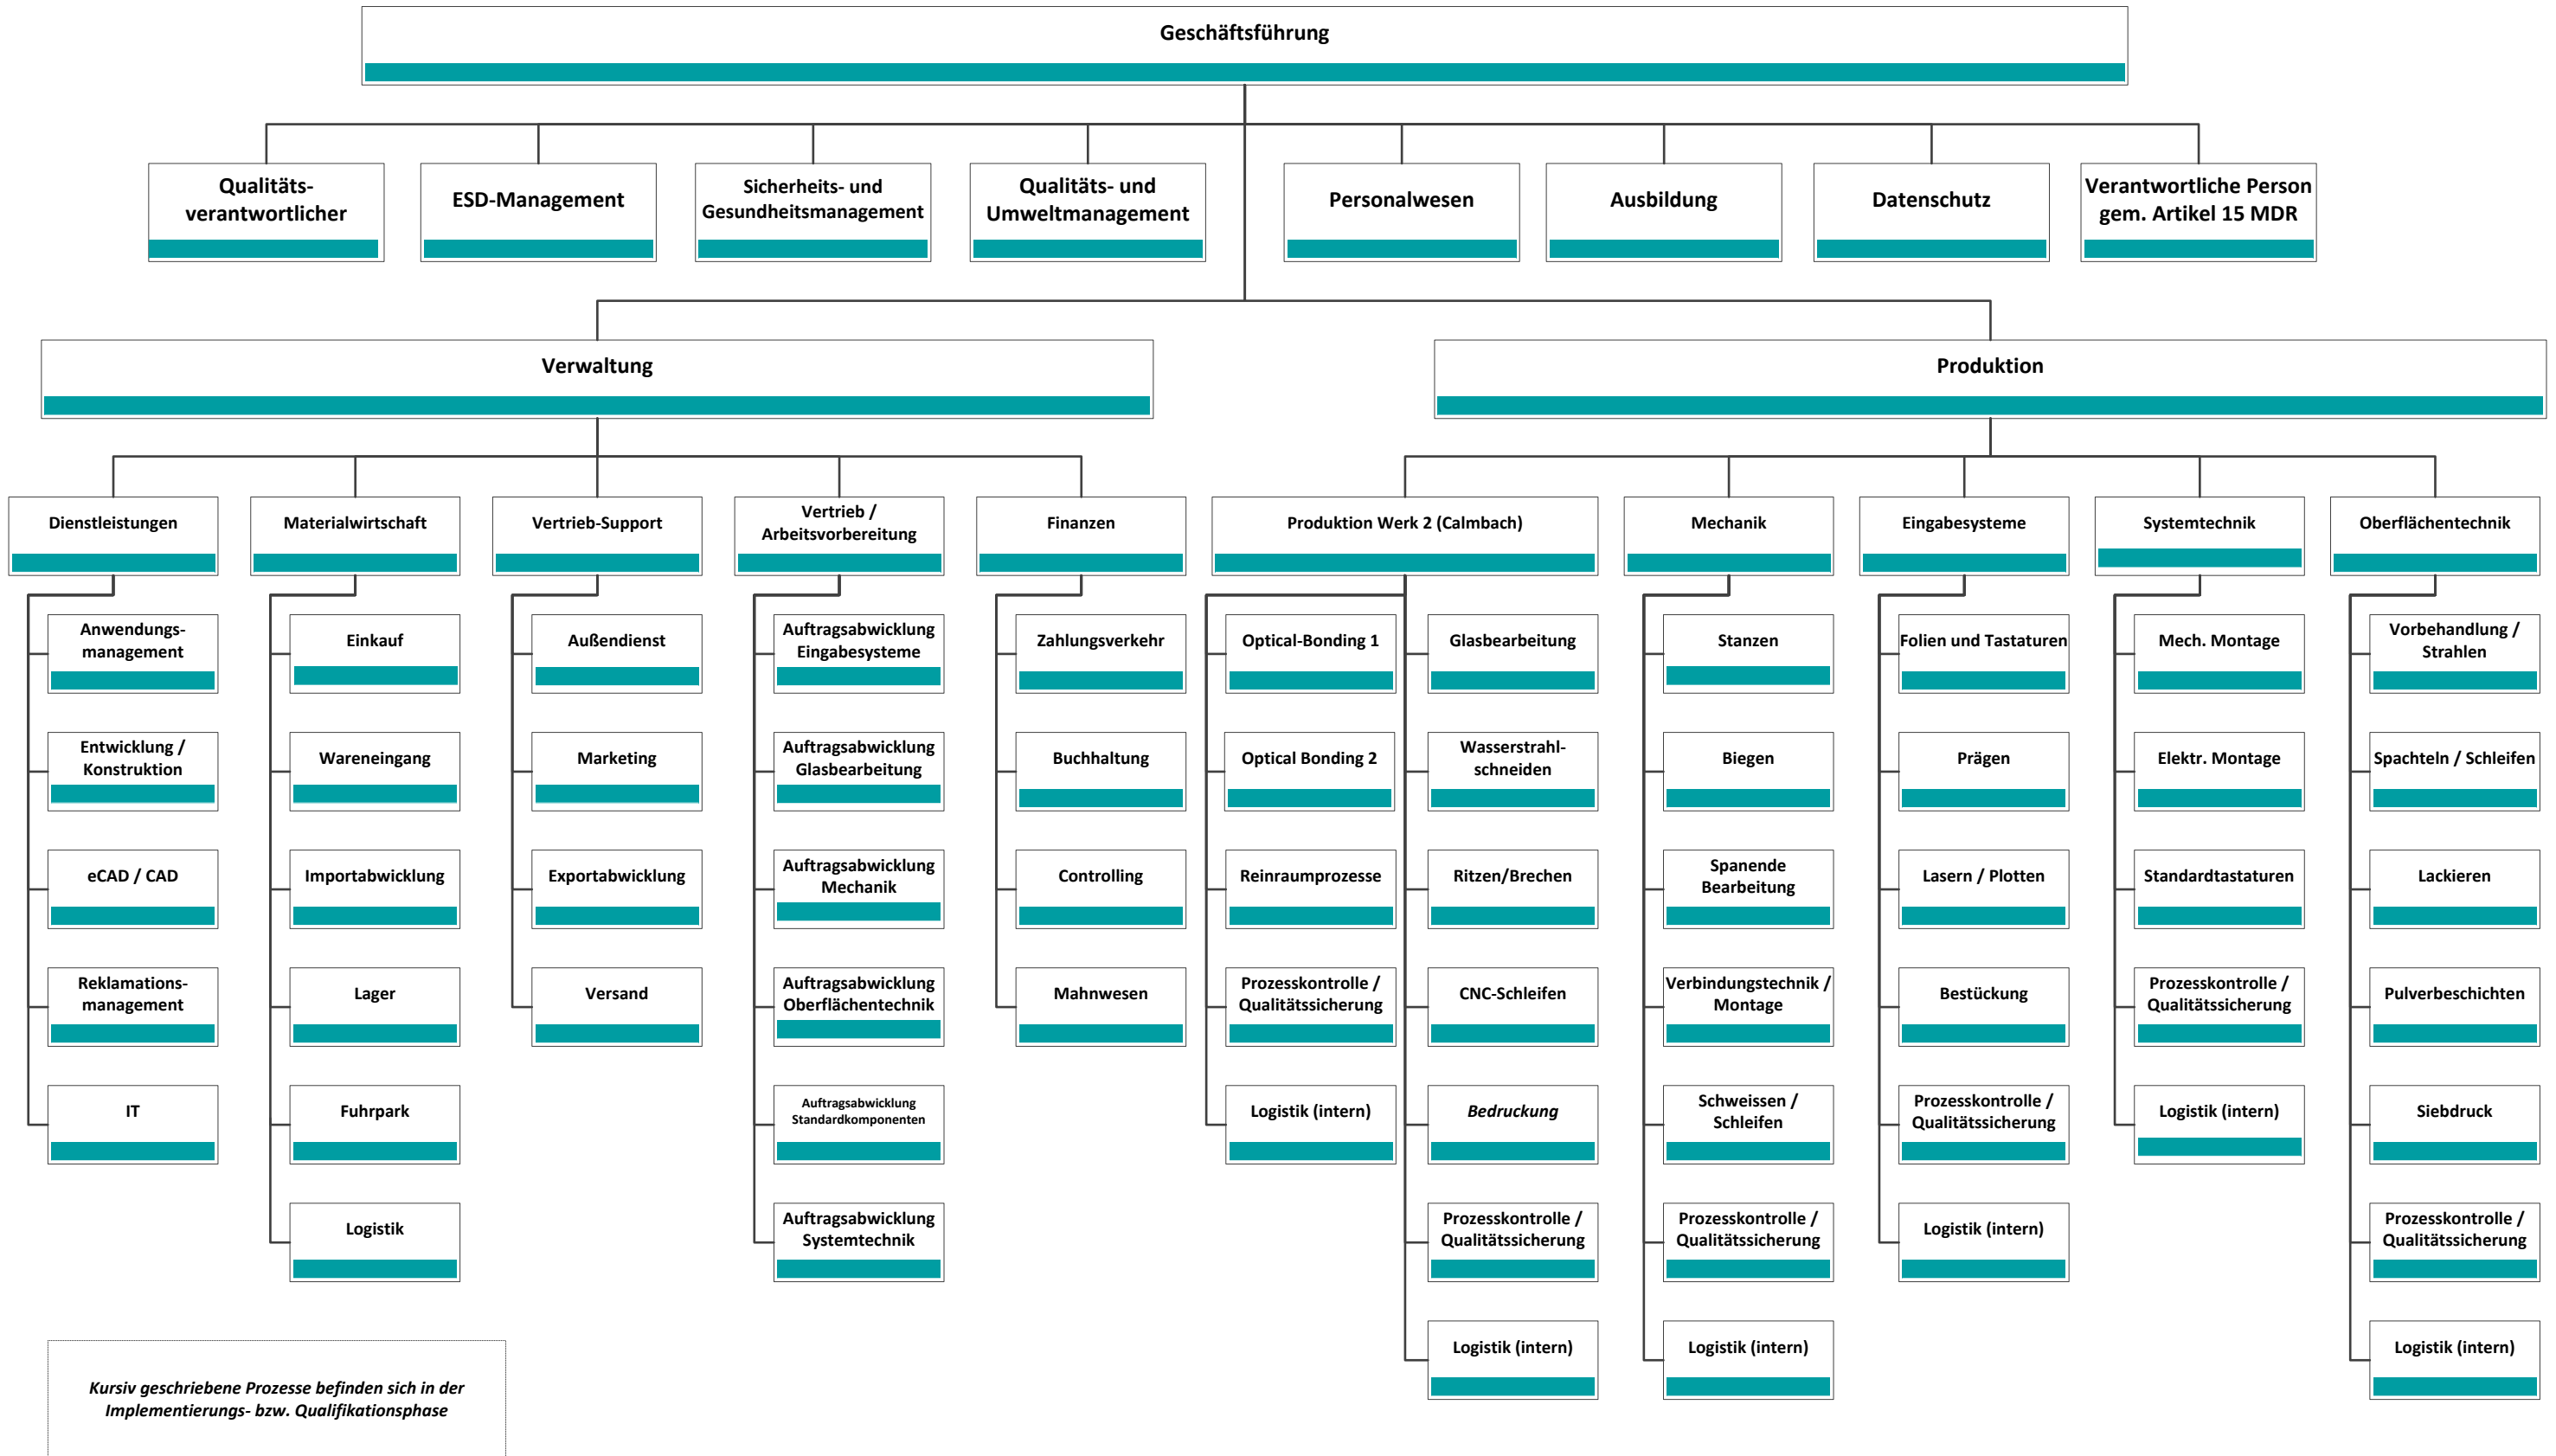 Geschäftsführung
Qualitäts-
verantwortlicher
ESD-Management
Sicherheits- und
Gesundheitsmanagement
Qualitäts- und
Umweltmanagement
Personalwesen
Ausbildung
Datenschutz
Verantwortliche Person
gem. Artikel 15 MDR
Verwaltung
Produktion
Dienstleistungen
Materialwirtschaft
Vertrieb-Support
Vertrieb /
Arbeitsvorbereitung
Finanzen
Produktion Werk 2 (Calmbach)
Mechanik
Eingabesysteme
Systemtechnik
Oberflächentechnik
Anwendungs-
management
Entwicklung /
Konstruktion
eCAD / CAD
Reklamations-
management
IT
Einkauf
Wareneingang
Importabwicklung
Lager
Fuhrpark
Logistik
Außendienst
Marketing
Exportabwicklung
Versand
Auftragsabwicklung
Eingabesysteme
Auftragsabwicklung
Glasbearbeitung
Auftragsabwicklung
Mechanik
Auftragsabwicklung
Oberflächentechnik
Auftragsabwicklung
Standardkomponenten
Auftragsabwicklung
Systemtechnik
Zahlungsverkehr
Buchhaltung
Controlling
Mahnwesen
Optical-Bonding 1
Optical Bonding 2
Reinraumprozesse
Prozesskontrolle /
Qualitätssicherung
Logistik (intern)
Glasbearbeitung
Wasserstrahl-
schneiden
Ritzen/Brechen
CNC-Schleifen
Bedruckung
Prozesskontrolle /
Qualitätssicherung
Logistik (intern)
Stanzen
Biegen
Spanende
Bearbeitung
Verbindungstechnik /
Montage
Schweissen /
Schleifen
Prozesskontrolle /
Qualitätssicherung
Logistik (intern)
Folien und Tastaturen
Prägen
Lasern / Plotten
Bestückung
Prozesskontrolle /
Qualitätssicherung
Logistik (intern)
Mech. Montage
Elektr. Montage
Standardtastaturen
Prozesskontrolle /
Qualitätssicherung
Logistik (intern)
Vorbehandlung /
Strahlen
Spachteln / Schleifen
Lackieren
Pulverbeschichten
Siebdruck
Prozesskontrolle /
Qualitätssicherung
Logistik (intern)
Kursiv geschriebene Prozesse befinden sich in der
Implementierungs- bzw. Qualifikationsphase